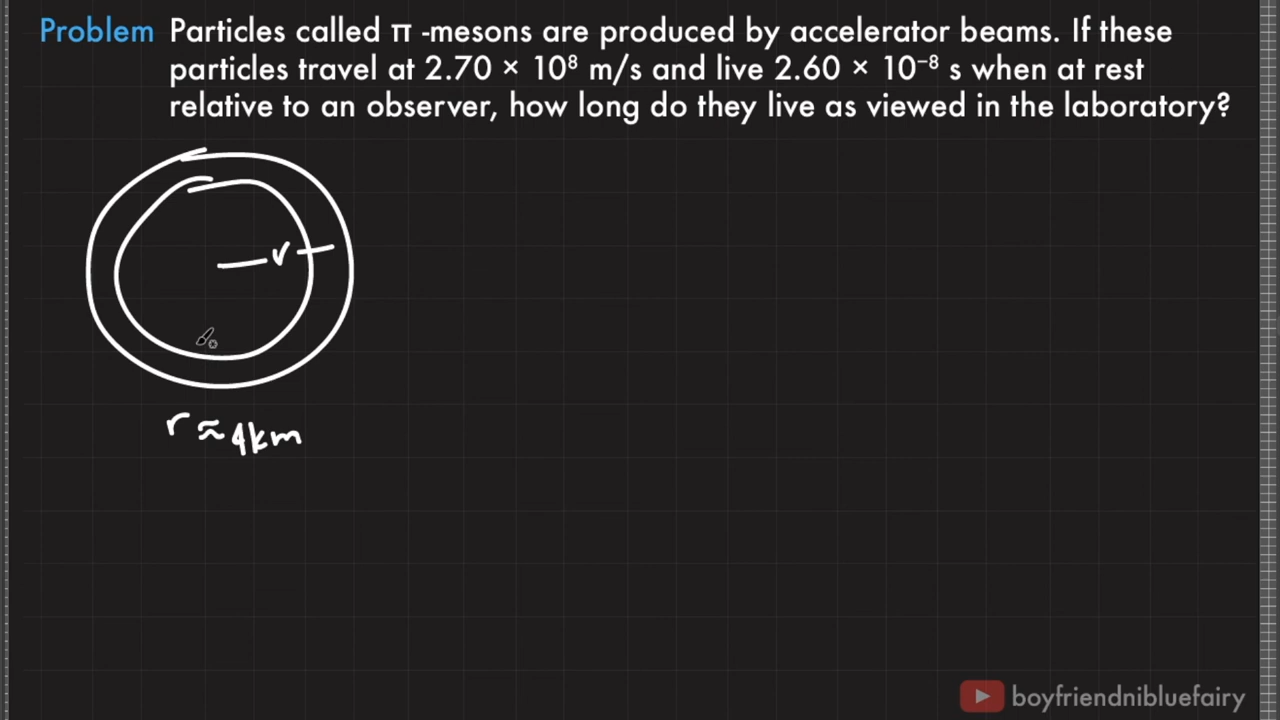 Problem Particles called π -mesons are produced by accelerator beams. If these
particles travel at 2.70 × 10⁸ m/s and live 2.60 × 10⁻⁸ s when at rest
relative to an observer, how long do they live as viewed in the laboratory?
r
r ≈ 4km
boyfriendnibluefairy